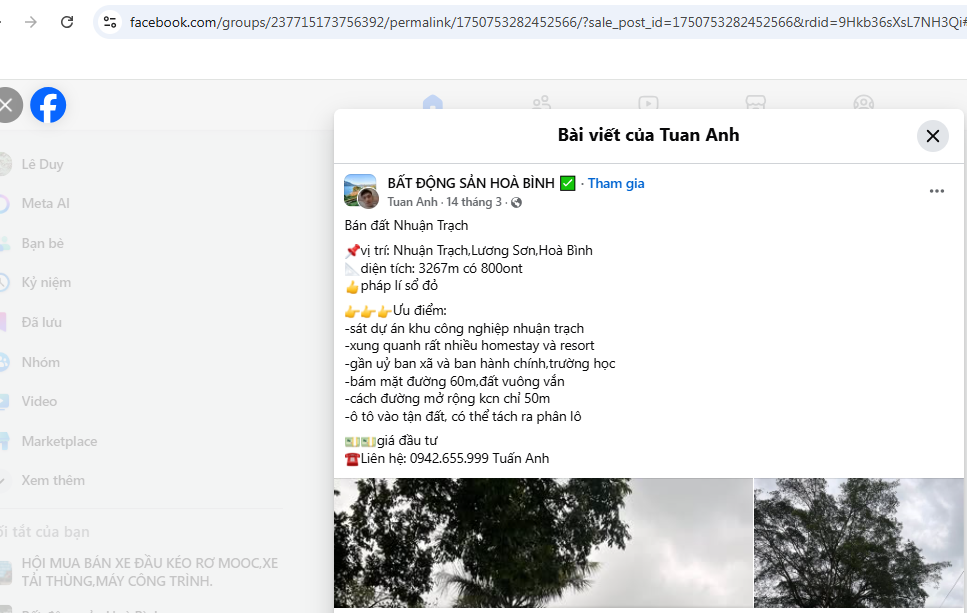 facebook.com/groups/237715173756392/permalink/1750753282452566/?sale_post_id=1750753282452566&rdid=9Hkb36sXsL7NH3Qi#
Bài viết của Tuan Anh
Lê Duy
Meta AI
Bạn bè
Kỷ niệm
Đã lưu
Nhóm
Video
Marketplace
Xem thêm
ối tắt của bạn
HỘI MUA BÁN XE ĐẦU KÉO RƠ MOOC,XE
TẢI THÙNG,MÁY CÔNG TRÌNH.
BẤT ĐỘNG SẢN HOÀ BÌNH ✅ · Tham gia
Tuan Anh · 14 tháng 3 ·
Bán đất Nhuận Trạch
📌vị trí: Nhuận Trạch,Lương Sơn,Hoà Bình
📐diện tích: 3267m có 800ont
👍pháp lí sổ đỏ
👉👉👉Ưu điểm:
-sát dự án khu công nghiệp nhuận trạch
-xung quanh rất nhiều homestay và resort
-gần uỷ ban xã và ban hành chính,trường học
-bám mặt đường 60m,đất vuông vắn
-cách đường mở rộng kcn chỉ 50m
-ô tô vào tận đất, có thể tách ra phân lô
💵💵giá đầu tư
☎️Liên hệ: 0942.655.999 Tuấn Anh